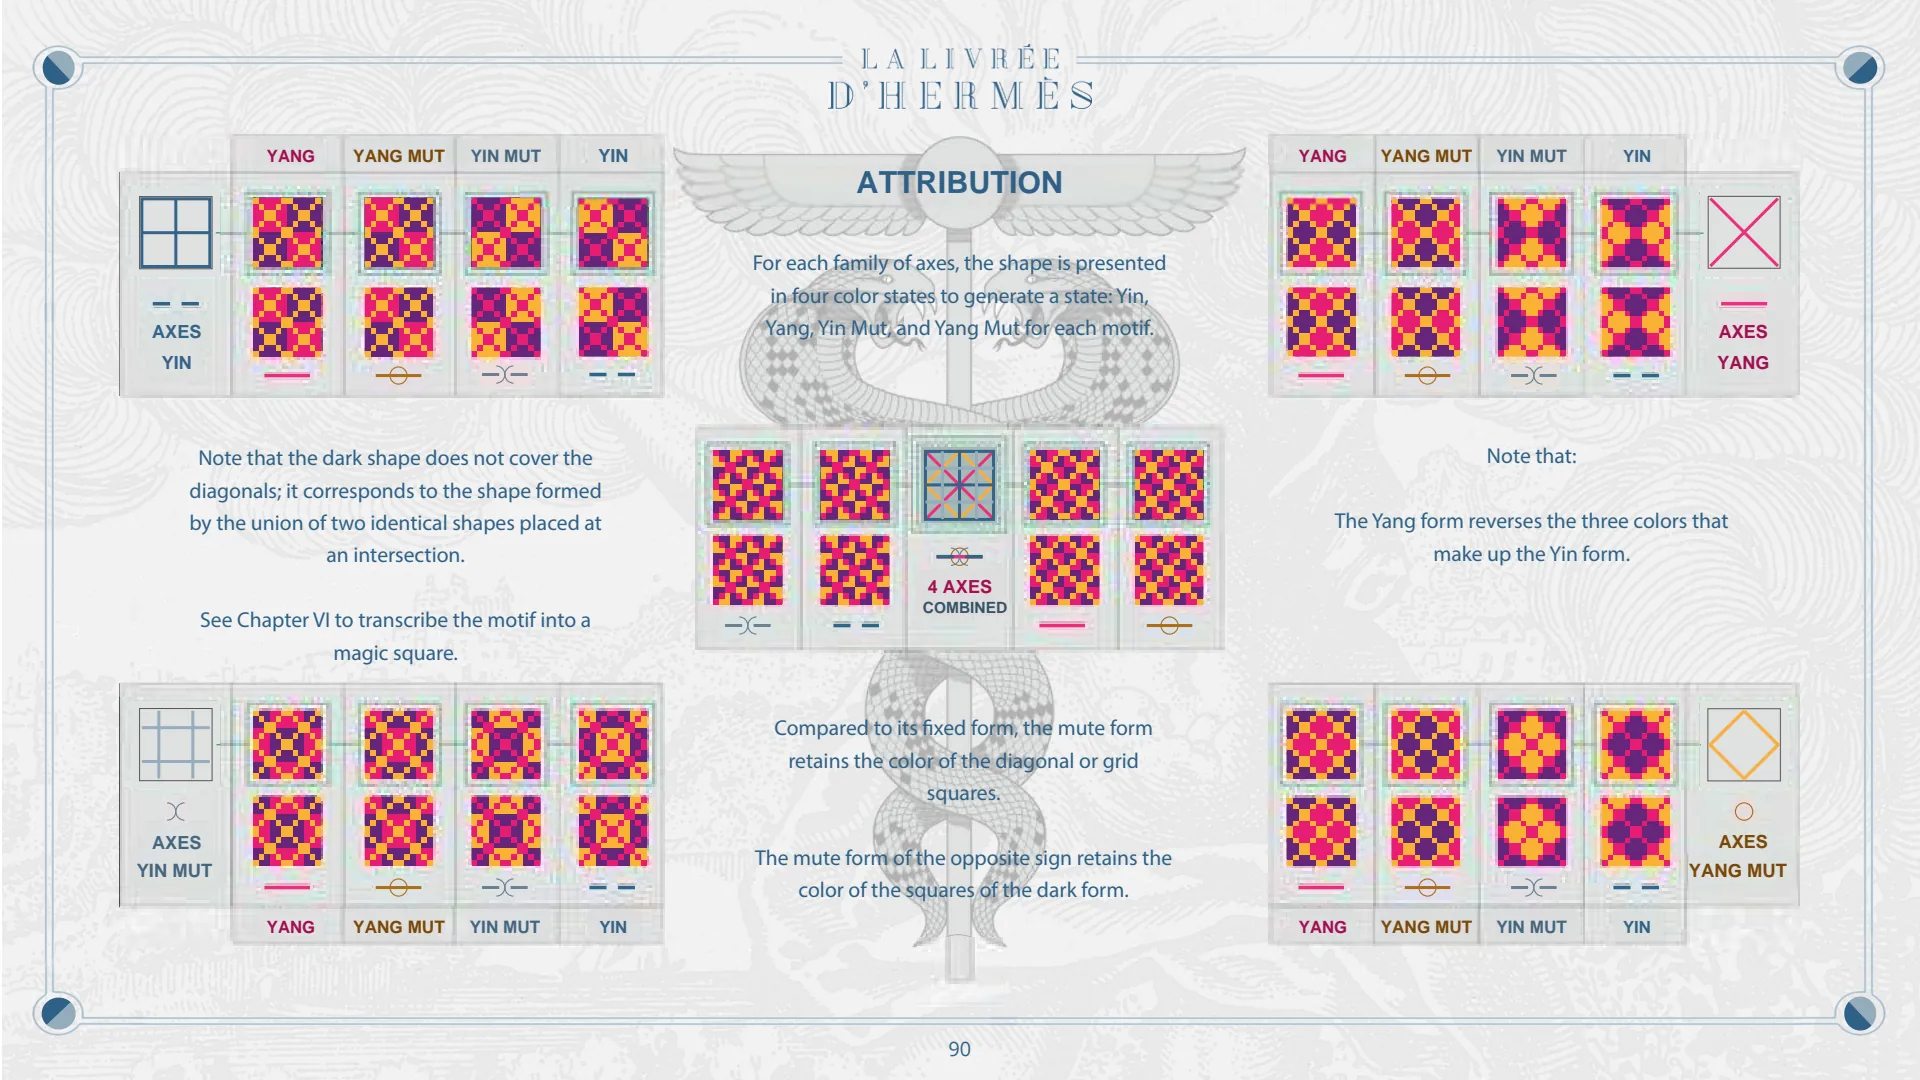 LA LIVRÉE
D'HERMÈS
YANG YANG MUT YIN MUT YIN
AXES
YIN
ATTRIBUTION
For each family of axes, the shape is presented
in four color states to generate a state: Yin,
Yang, Yin Mut, and Yang Mut for each motif.
YANG YANG MUT YIN MUT YIN
AXES
YANG
Note that the dark shape does not cover the
diagonals; it corresponds to the shape formed
by the union of two identical shapes placed at
an intersection.
See Chapter VI to transcribe the motif into a
magic square.
4 AXES
COMBINED
Note that:
The Yang form reverses the three colors that
make up the Yin form.
AXES
YIN MUT
YANG YANG MUT YIN MUT YIN
Compared to its fixed form, the mute form
retains the color of the diagonal or grid
squares.
The mute form of the opposite sign retains the
color of the squares of the dark form.
AXES
YANG MUT
YANG YANG MUT YIN MUT YIN
90